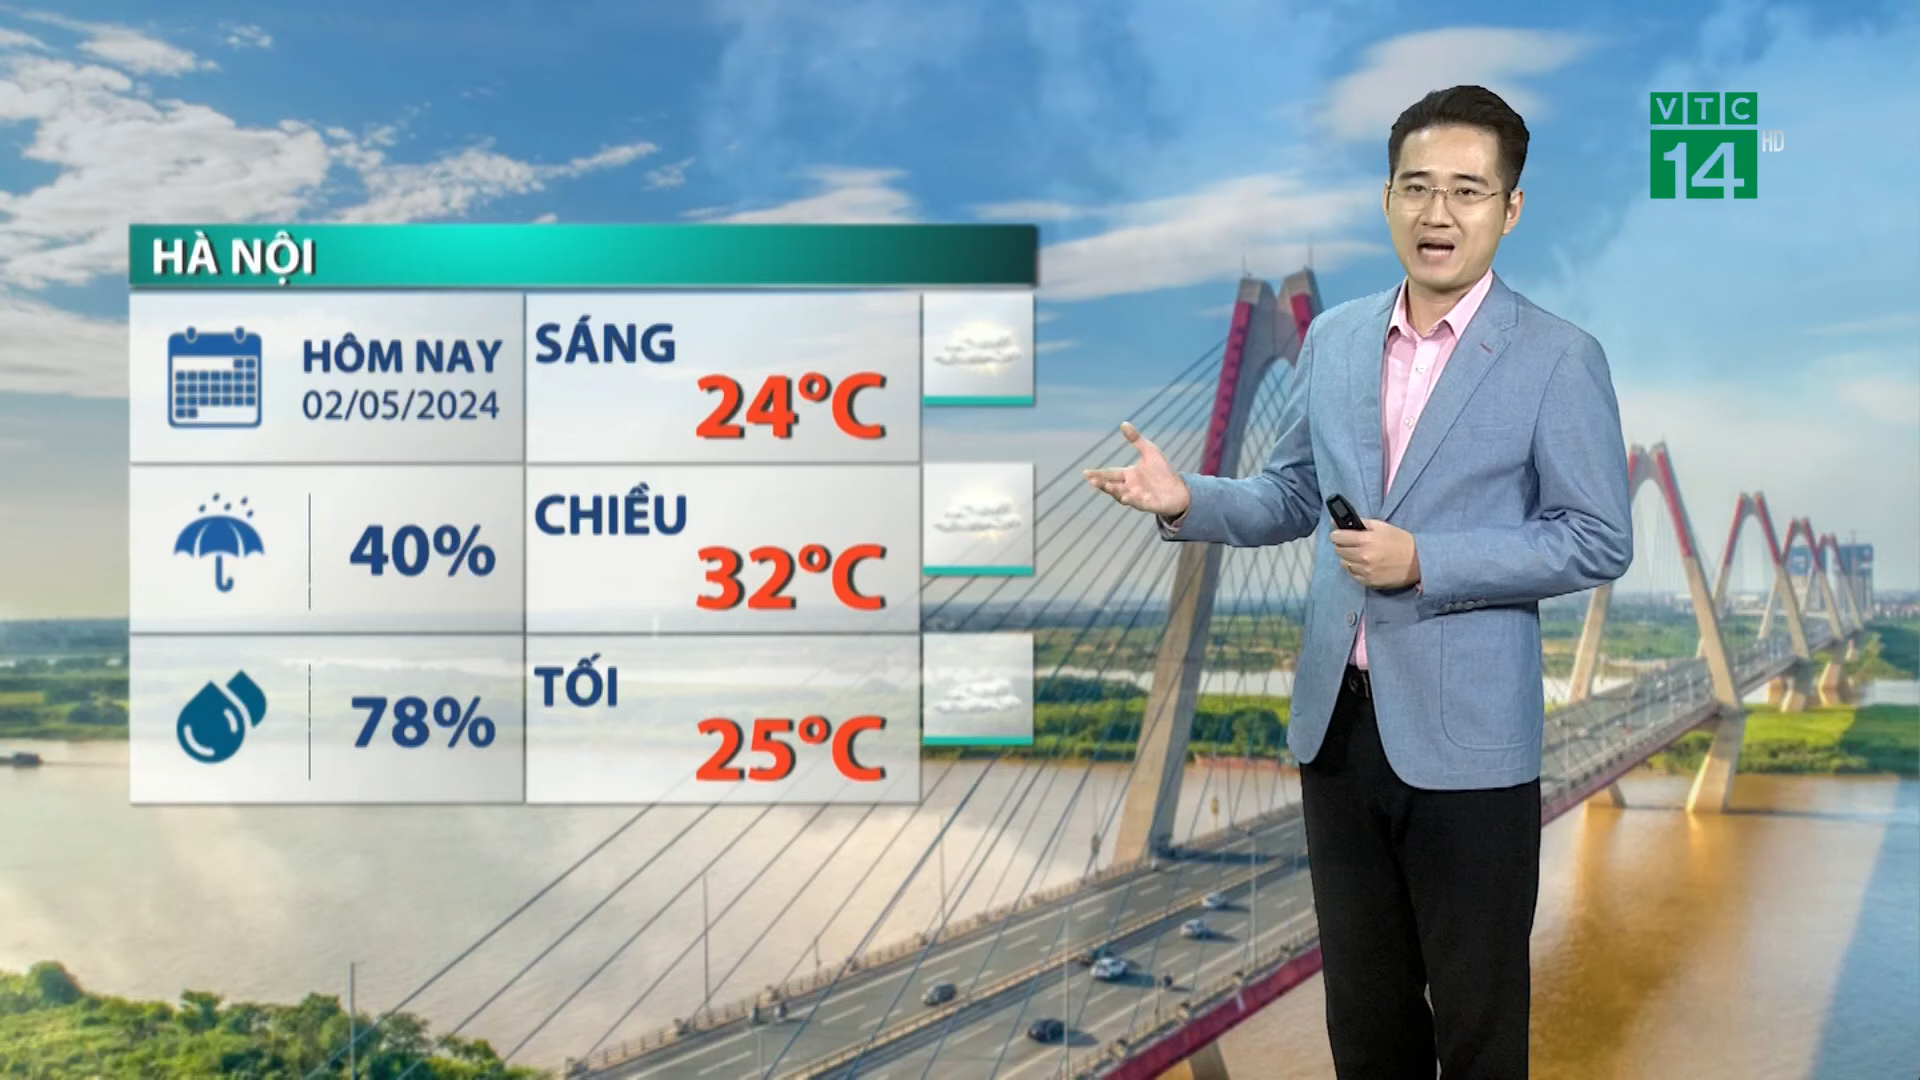 VTC
14 HD
HÀ NỘI
HÔM NAY
02/05/2024
SÁNG
24°C
40%
CHIỀU
32°C
78%
TỐI
25°C